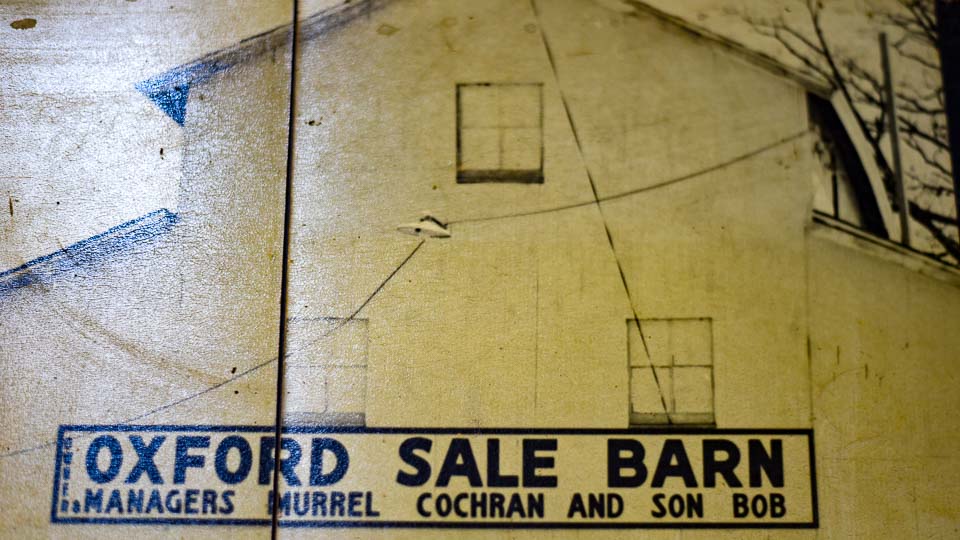 OXFORD SALE BARN
MANAGERS MURREL COCHRAN AND SON BOB